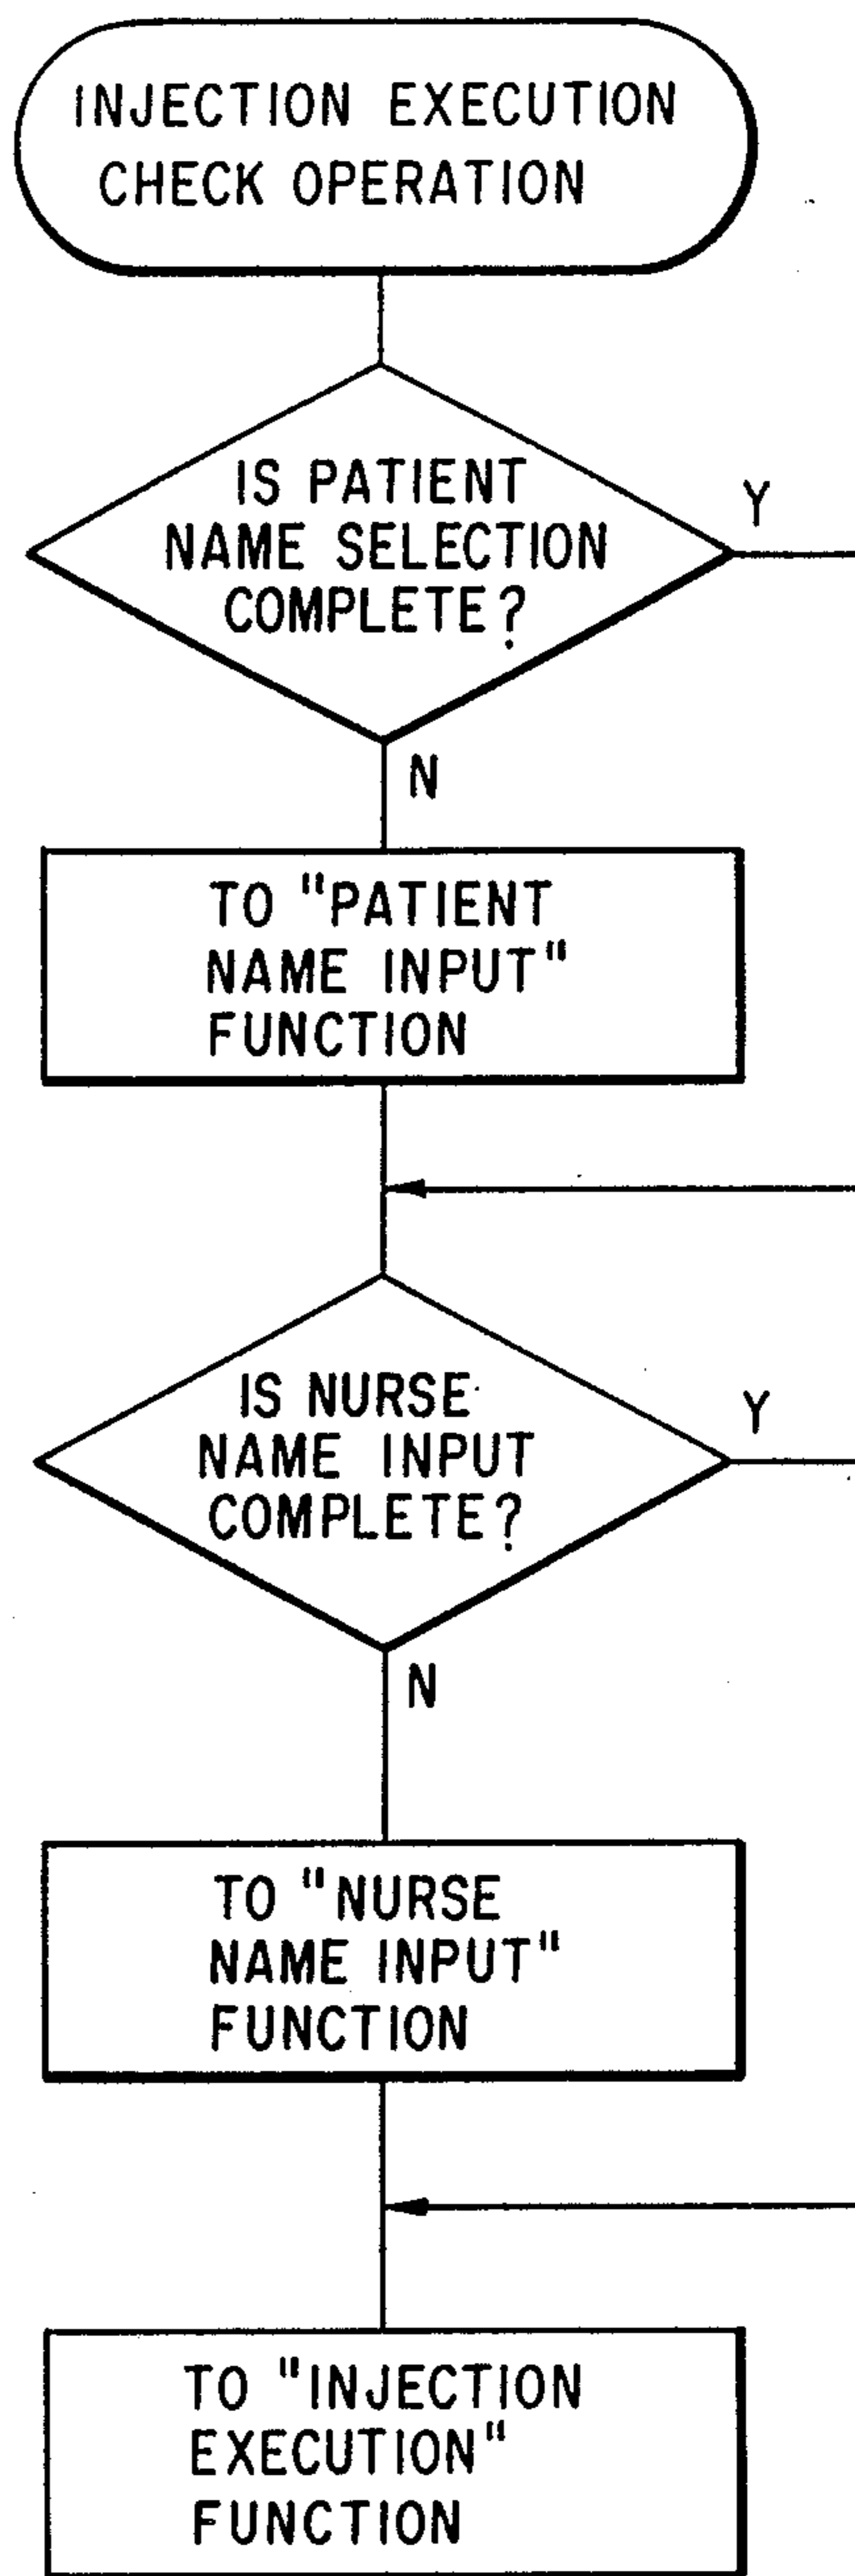 INJECTION EXECUTION
CHECK OPERATION
IS PATIENT
NAME SELECTION
COMPLETE?
Y
N
TO "PATIENT
NAME INPUT"
FUNCTION
IS NURSE
NAME INPUT
COMPLETE?
Y
N
TO "NURSE
NAME INPUT"
FUNCTION
TO "INJECTION
EXECUTION"
FUNCTION